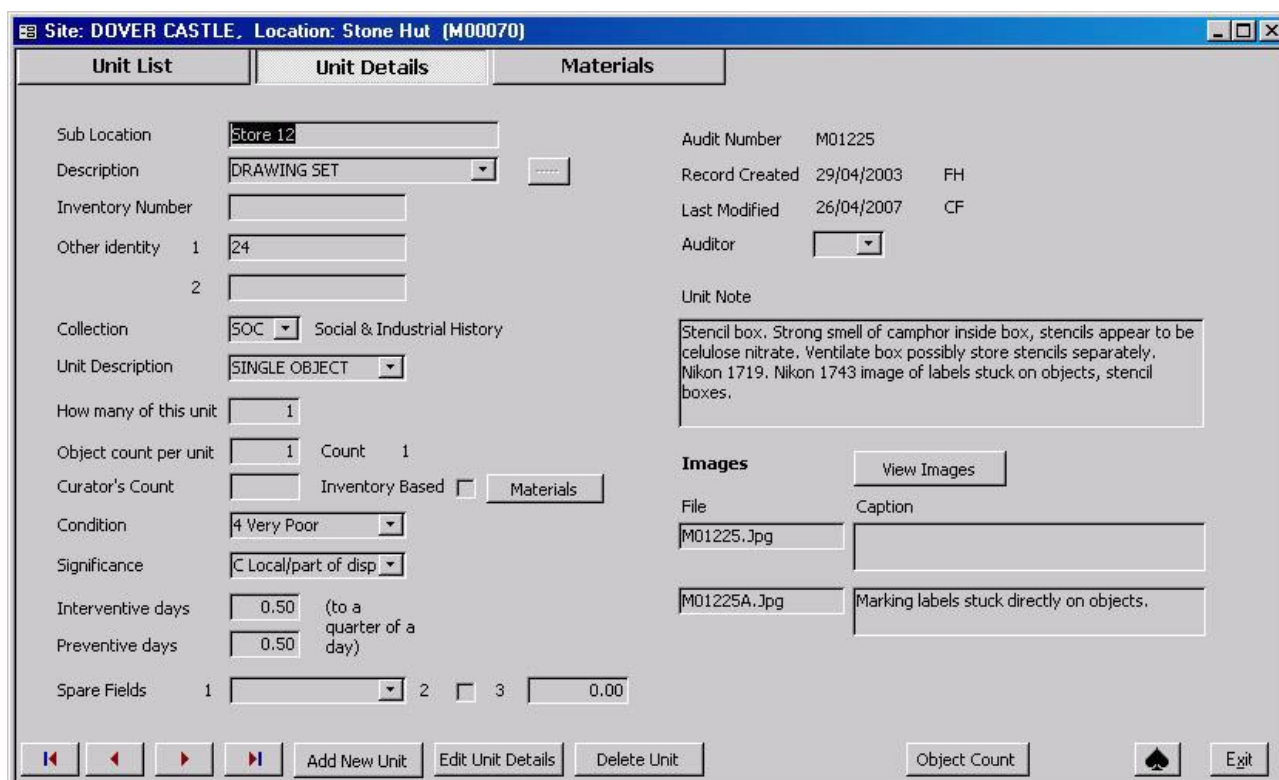 Site: DOVER CASTLE, Location: Stone Hut (M00070)
Unit List Unit Details Materials
Sub Location Store 12
Description DRAWING SET .....
Inventory Number
Other identity 1 24
2
Collection SOC Social & Industrial History
Unit Description SINGLE OBJECT
How many of this unit 1
Object count per unit 1 Count 1
Curator's Count Inventory Based Materials
Condition 4 Very Poor
Significance C Local/part of disp
Interventive days 0.50 (to a
quarter of a
Preventive days 0.50 day)
Spare Fields 1 2 3 0.00
Audit Number M01225
Record Created 29/04/2003 FH
Last Modified 26/04/2007 CF
Auditor
Unit Note
Stencil box. Strong smell of camphor inside box, stencils appear to be
celulose nitrate. Ventilate box possibly store stencils separately.
Nikon 1719. Nikon 1743 image of labels stuck on objects, stencil
boxes.
Images View Images
File Caption
M01225.Jpg
M01225A.Jpg Marking labels stuck directly on objects.
Add New Unit Edit Unit Details Delete Unit Object Count Exit